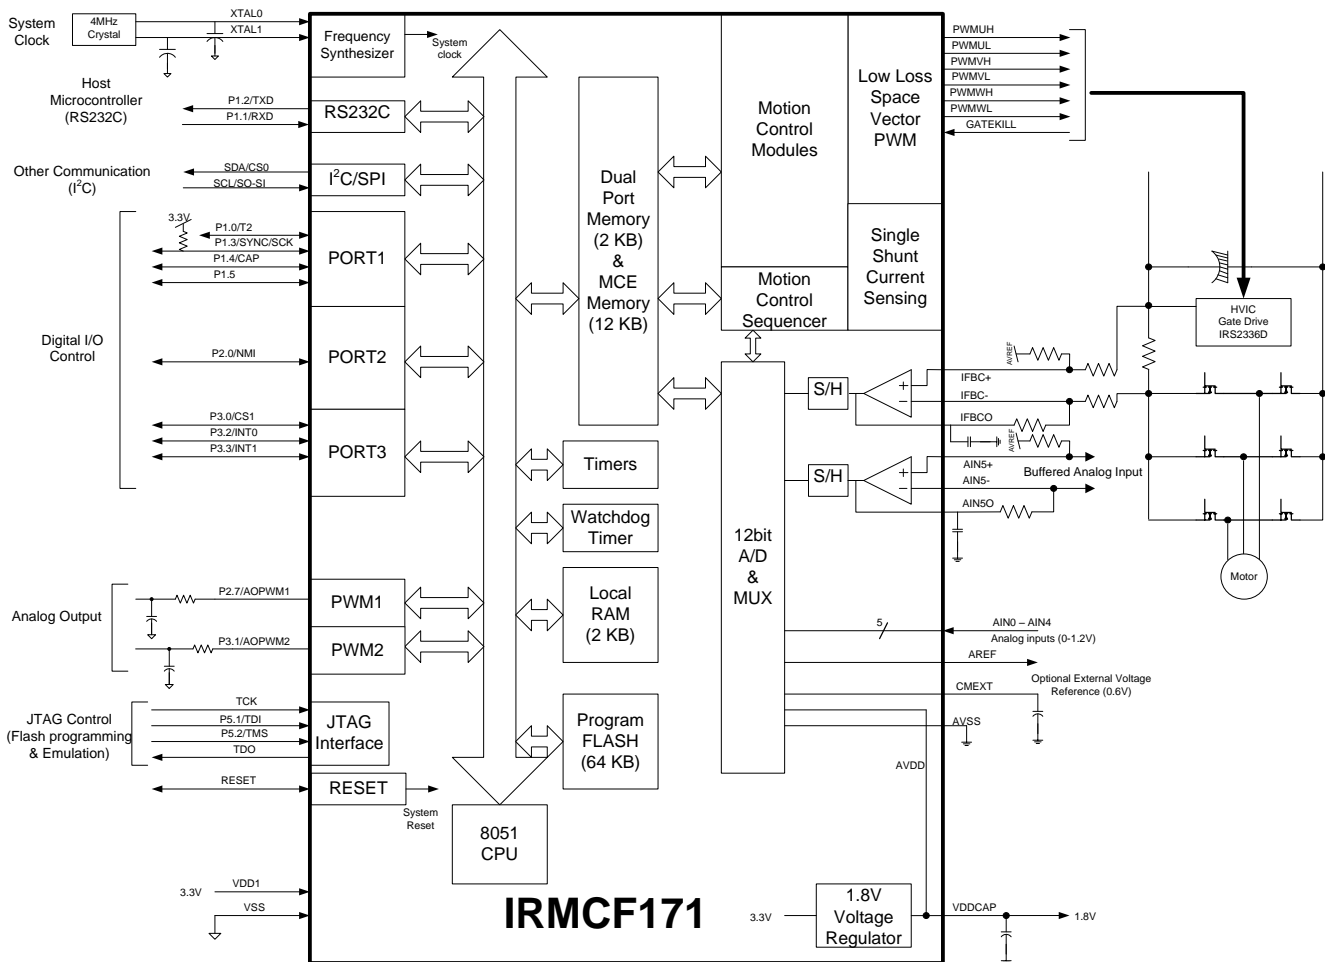 System
Clock
4MHz
Crystal
XTAL0
XTAL1
Frequency
Synthesizer
System
clock
Host
Microcontroller
(RS232C)
P1.2/TXD
P1.1/RXD
RS232C
Other Communication
(I²C)
SDA/CS0
SCL/SO-SI
I²C/SPI
Digital I/O
Control
3.3V
P1.0/T2
P1.3/SYNC/SCK
P1.4/CAP
P1.5
PORT1
P2.0/NMI
PORT2
P3.0/CS1
P3.2/INT0
P3.3/INT1
PORT3
Analog Output
P2.7/AOPWM1
PWM1
P3.1/AOPWM2
PWM2
JTAG Control
(Flash programming
& Emulation)
TCK
P5.1/TDI
P5.2/TMS
TDO
JTAG
Interface
RESET
RESET
System
Reset
3.3V
VDD1
VSS
8051
CPU
Dual
Port
Memory
(2 KB)
&
MCE
Memory
(12 KB)
Timers
Watchdog
Timer
Local
RAM
(2 KB)
Program
FLASH
(64 KB)
Motion
Control
Modules
Motion
Control
Sequencer
Low Loss
Space
Vector
PWM
Single
Shunt
Current
Sensing
12bit
A/D
&
MUX
S/H
+
−
S/H
+
−
PWMUH
PWMUL
PWMVH
PWMVL
PWMWH
PWMWL
GATEKILL
HVIC
Gate Drive
IRS2336D
AVREF
IFBC+
IFBC-
IFBCO
AVREF
AIN5+
AIN5-
AIN5O
Buffered Analog Input
Motor
5
AIN0 – AIN4
Analog inputs (0-1.2V)
AREF
Optional External Voltage
Reference (0.6V)
CMEXT
AVSS
AVDD
IRMCF171
3.3V
1.8V
Voltage
Regulator
VDDCAP
1.8V